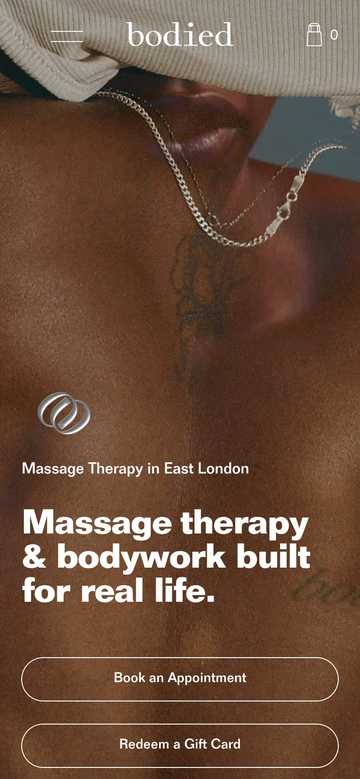 bodied
0
Massage Therapy in East London
Massage therapy
& bodywork built
for real life.
Book an Appointment
Redeem a Gift Card